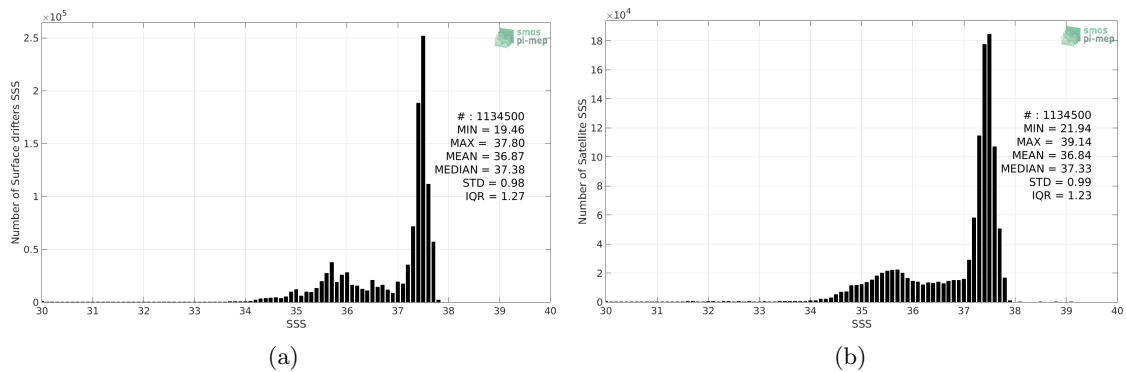 ×10⁵
smos
pi-mep
Number of Surface drifters SSS
2.5
2
1.5
1
0.5
0
# : 1134500
MIN = 19.46
MAX =  37.80
MEAN = 36.87
MEDIAN = 37.38
STD = 0.98
IQR = 1.27
30 31 32 33 34 35 36 37 38 39 40
SSS
(a)
×10⁴
smos
pi-mep
Number of Satellite SSS
18
16
14
12
10
8
6
4
2
0
# : 1134500
MIN = 21.94
MAX =  39.14
MEAN = 36.84
MEDIAN = 37.33
STD = 0.99
IQR = 1.23
30 31 32 33 34 35 36 37 38 39 40
SSS
(b)